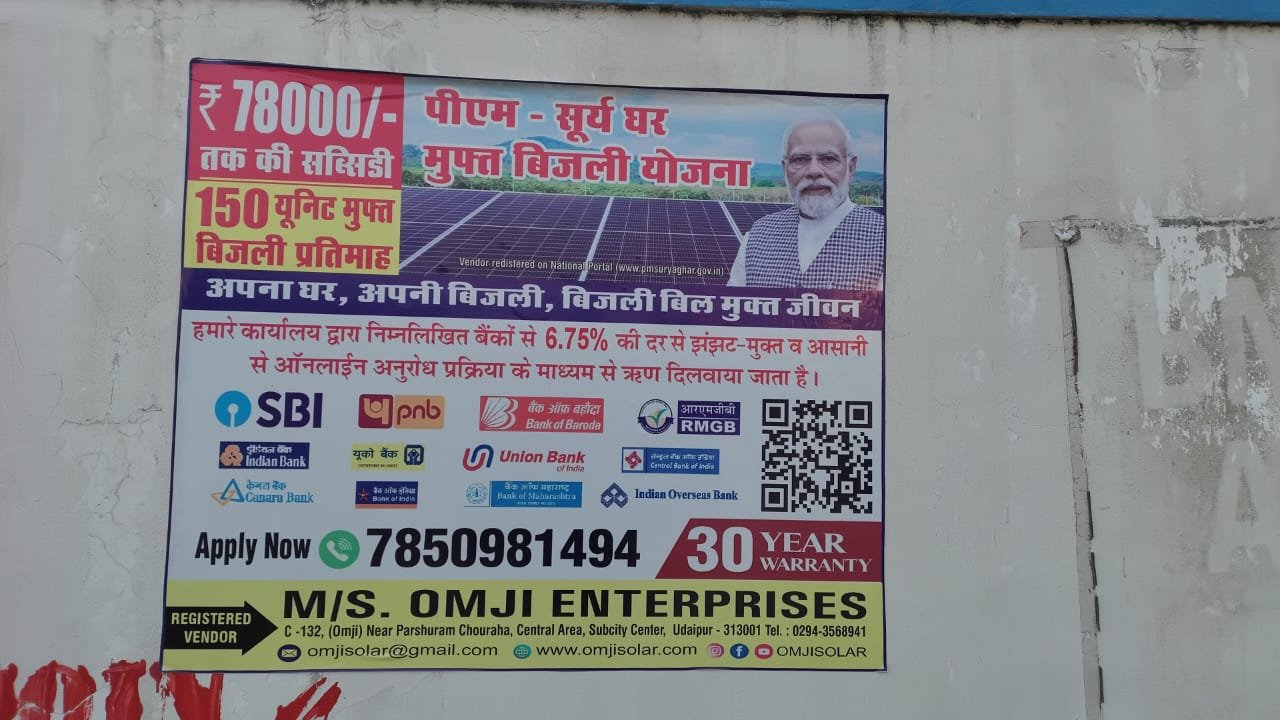 ₹ 78000/-
तक की सब्सिडी
150 यूनिट मुफ्त
बिजली प्रतिमाह
पीएम - सूर्य घर
मुफ्त बिजली योजना
Vendor redistered on National Portal (www.pmsuryaghar.gov.in)
अपना घर, अपनी बिजली, बिजली बिल मुक्त जीवन
हमारे कार्यालय द्वारा निम्नलिखित बैंकों से 6.75% की दर से झंझट-मुक्त व आसानी
से ऑनलाईन अनुरोध प्रक्रिया के माध्यम से ऋण दिलवाया जाता है।
SBI
pnb
बैंक ऑफ़ बड़ौदा
Bank of Baroda
आरएमजीबी
RMGB
इंडियन बैंक
Indian Bank
यूको बैंक
Union Bank
of India
सेन्ट्रल बैंक ऑफ इंडिया
Central Bank of India
केनरा बैंक
Canara Bank
बैंक ऑफ इंडिया
Bank of India
बैंक ऑफ महाराष्ट्र
Bank of Maharashtra
Indian Overseas Bank
Apply Now 7850981494
30 YEAR
WARRANTY
REGISTERED
VENDOR
M/S. OMJI ENTERPRISES
C -132, (Omji) Near Parshuram Chouraha, Central Area, Subcity Center, Udaipur - 313001 Tel. : 0294-3568941
omjisolar@gmail.com www.omjisolar.com OMJISOLAR